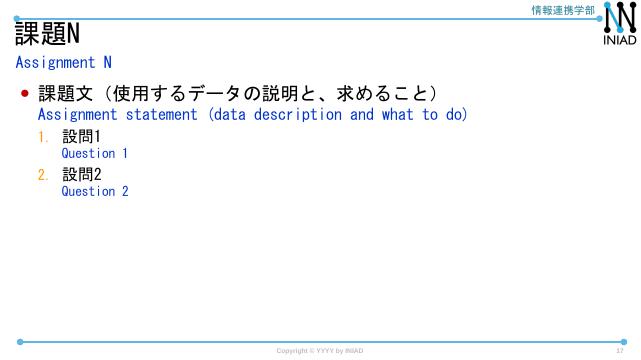 情報連携学部
INIAD
課題N
Assignment N
● 課題文（使用するデータの説明と、求めること）
Assignment statement (data description and what to do)
1. 設問1
Question 1
2. 設問2
Question 2
Copyright © YYYY by INIAD
17